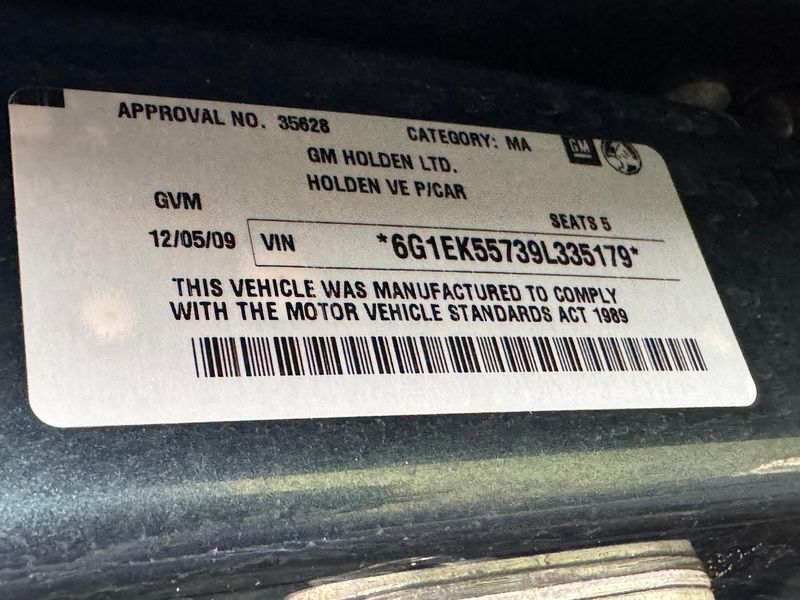 APPROVAL NO. 35628
CATEGORY: MA
GM
GM HOLDEN LTD.
HOLDEN VE P/CAR
GVM
SEATS 5
12/05/09
VIN
*6G1EK55739L335179*
THIS VEHICLE WAS MANUFACTURED TO COMPLY
WITH THE MOTOR VEHICLE STANDARDS ACT 1989